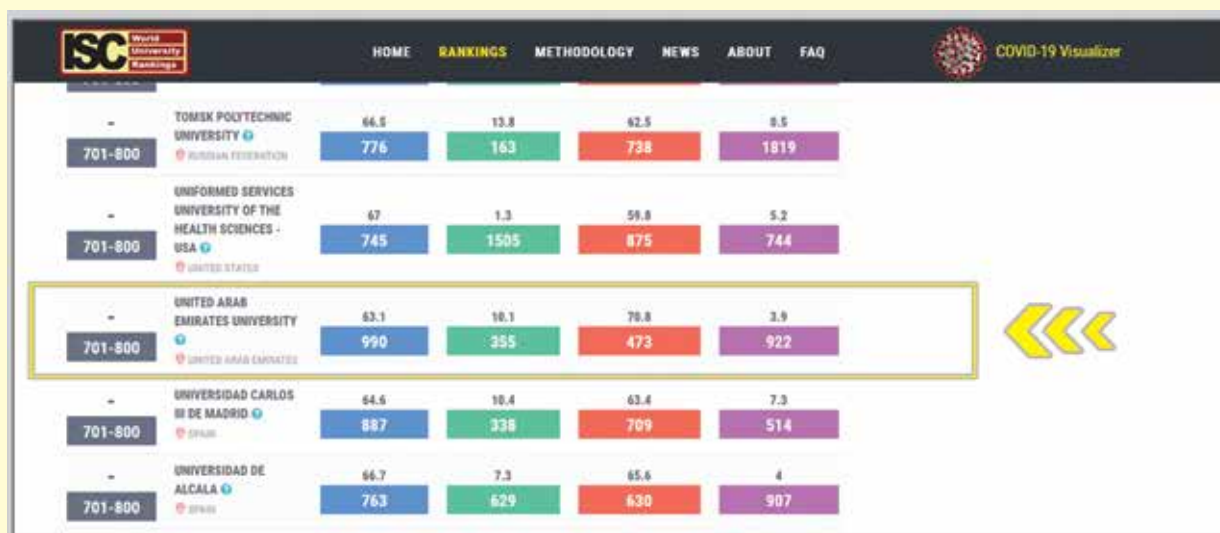 ISC World University Rankings
HOME RANKINGS METHODOLOGY NEWS ABOUT FAQ
COVID-19 Visualizer
-
701-800
TOMSK POLYTECHNIC
UNIVERSITY
RUSSIAN FEDERATION
66.5 13.8 62.5
776 163 738 1819
-
701-800
UNIFORMED SERVICES
UNIVERSITY OF THE
HEALTH SCIENCES -
USA
UNITED STATES
67 1.3 59.8 5.2
745 1505 875 744
-
701-800
UNITED ARAB
EMIRATES UNIVERSITY
UNITED ARAB EMIRATES
63.1 10.1 70.8 3.9
990 355 473 922
-
701-800
UNIVERSIDAD CARLOS
III DE MADRID
SPAIN
64.6 10.4 63.4 7.3
887 338 709 514
-
701-800
UNIVERSIDAD DE
ALCALA
SPAIN
66.7 7.3 65.6 4
763 629 630 907